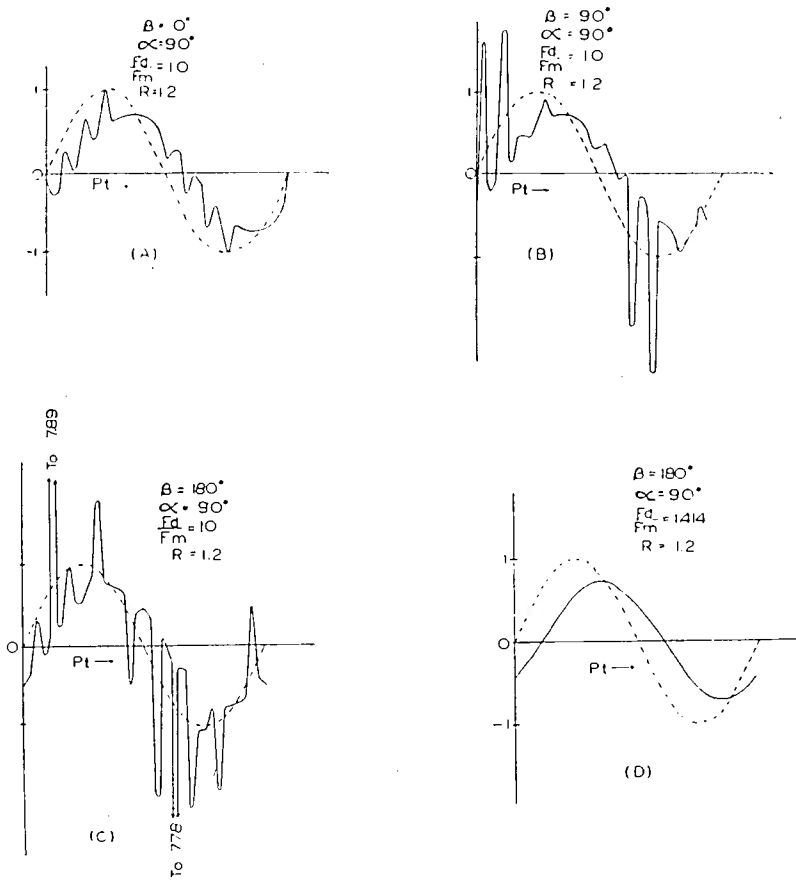 β • 0°
∝=90°
Fd.
Fm = 10
R=1.2
1
0
Pt
-1
(A)
β = 90°
∝ = 90°
Fd.
Fm = 10
R = 1.2
1
0
Pt →
(B)
To 7.89
β = 180°
∝ • 90°
Fd
Fm = 10
R = 1.2
0
Pt →
(C)
To 778
β = 180°
∝ = 90°
Fd
Fm = 1.414
R = 1.2
1
0
Pt →
-1
(D)